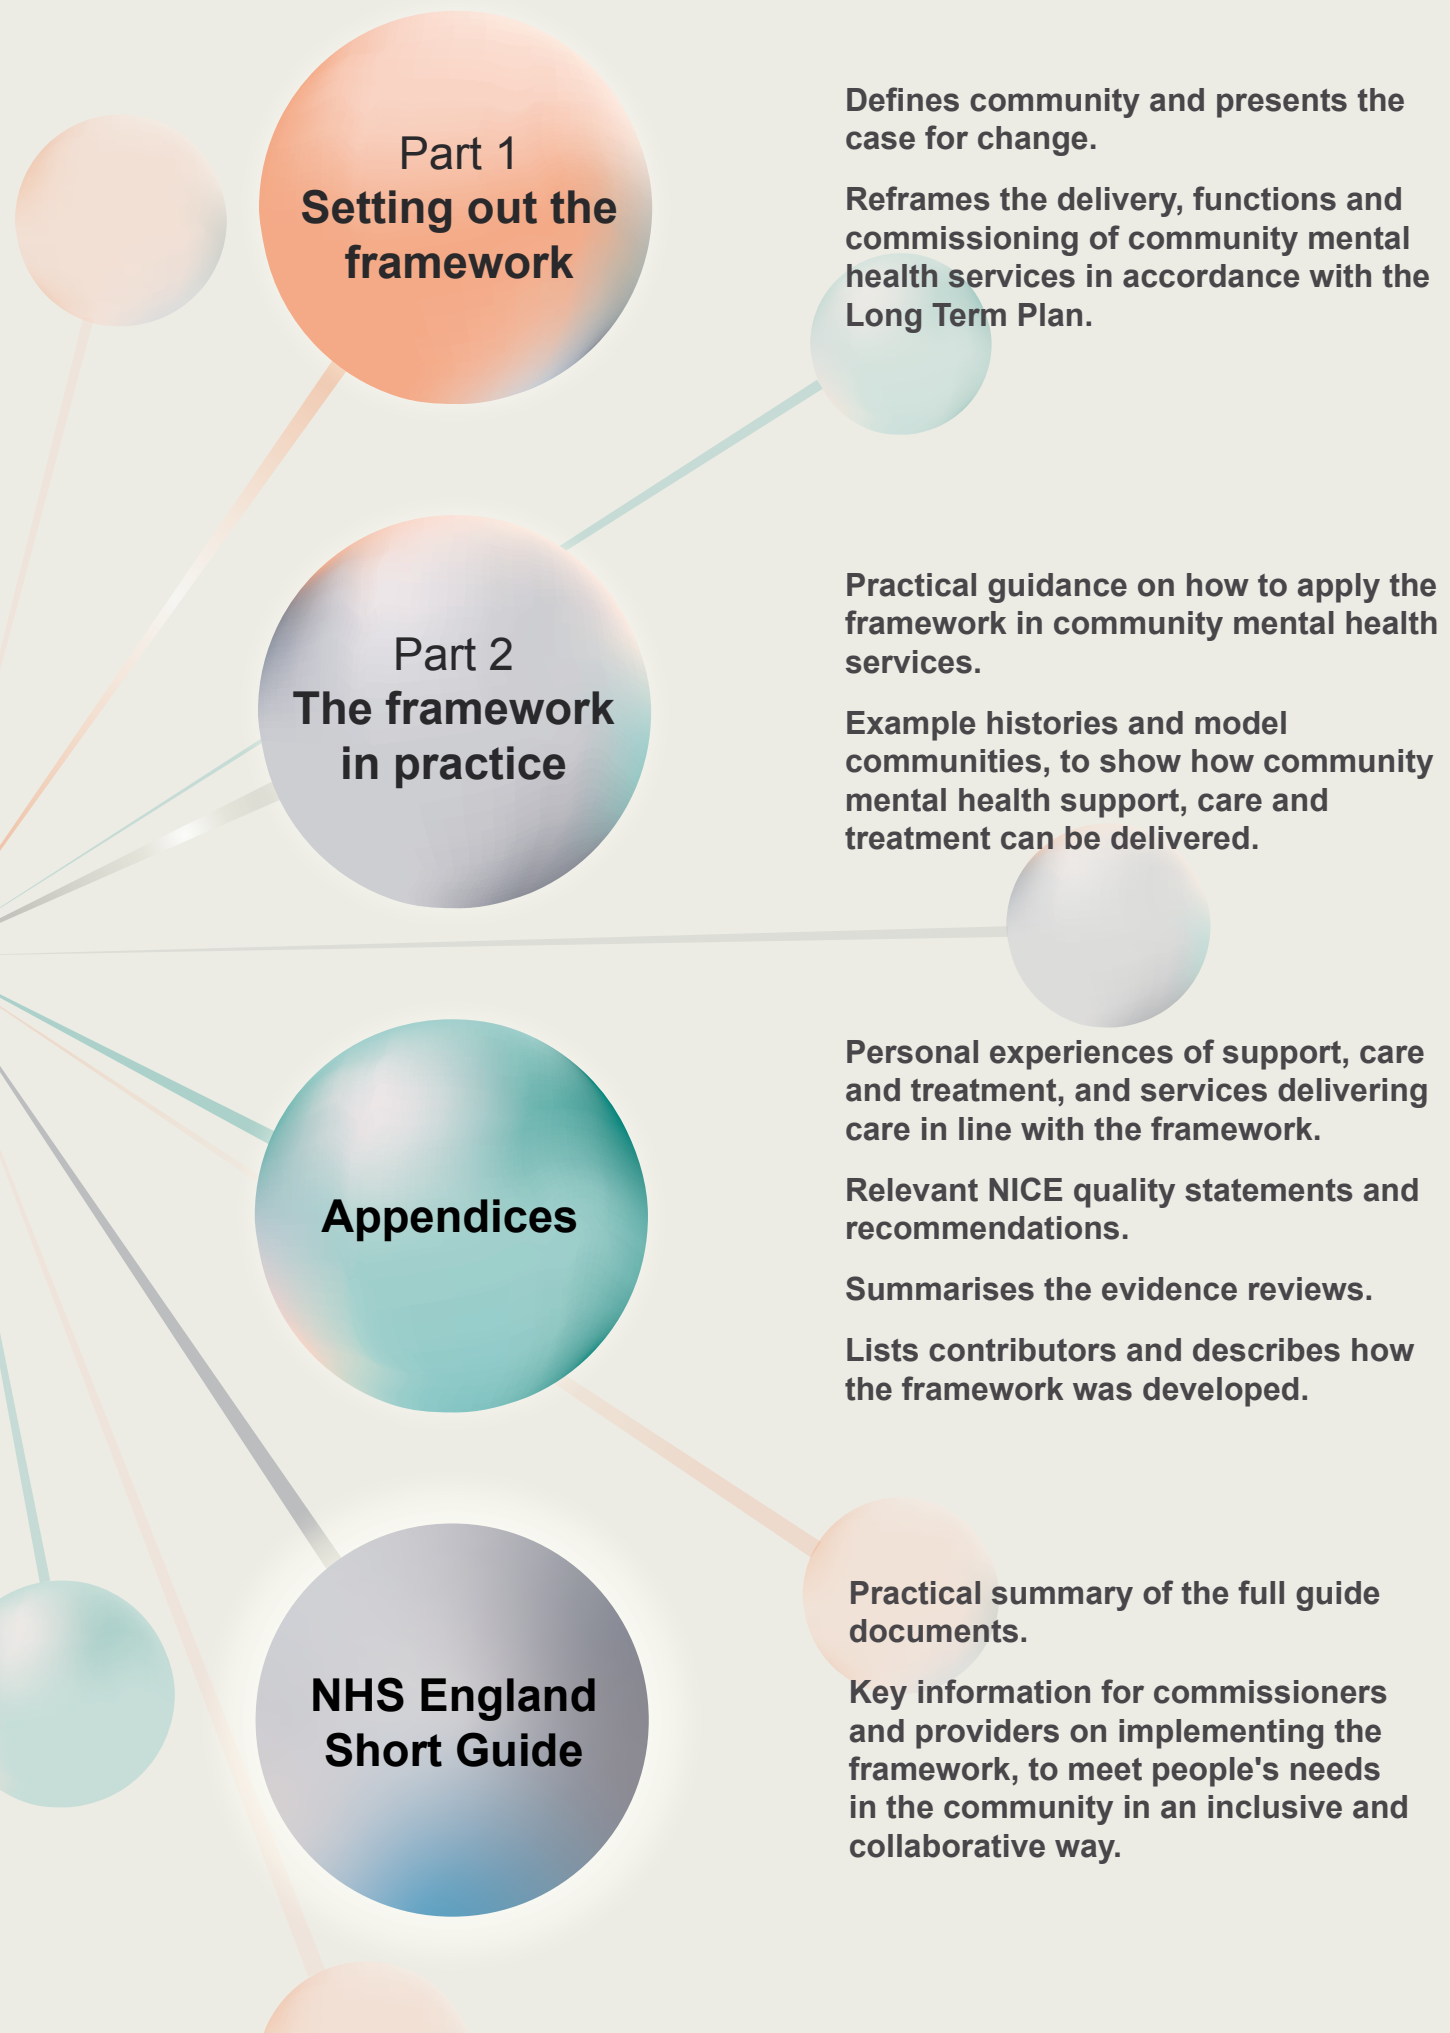 Part 1
Setting out the
framework
Defines community and presents the
case for change.
Reframes the delivery, functions and
commissioning of community mental
health services in accordance with the
Long Term Plan.
Part 2
The framework
in practice
Practical guidance on how to apply the
framework in community mental health
services.
Example histories and model
communities, to show how community
mental health support, care and
treatment can be delivered.
Appendices
Personal experiences of support, care
and treatment, and services delivering
care in line with the framework.
Relevant NICE quality statements and
recommendations.
Summarises the evidence reviews.
Lists contributors and describes how
the framework was developed.
NHS England
Short Guide
Practical summary of the full guide
documents.
Key information for commissioners
and providers on implementing the
framework, to meet people's needs
in the community in an inclusive and
collaborative way.